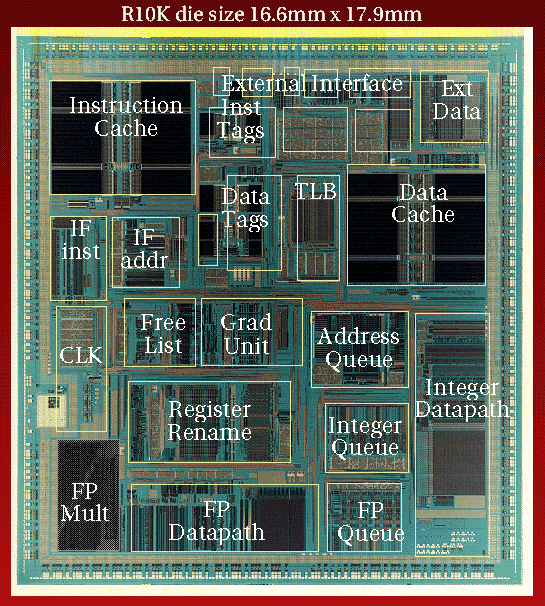 R10K die size 16.6mm x 17.9mm
External Interface
Instruction
Cache
Inst
Tags
Ext
Data
Data
Tags
TLB
Data
Cache
IF
inst
IF
addr
CLK
Free
List
Grad
Unit
Address
Queue
Integer
Datapath
Register
Rename
Integer
Queue
FP
Mult
FP
Datapath
FP
Queue